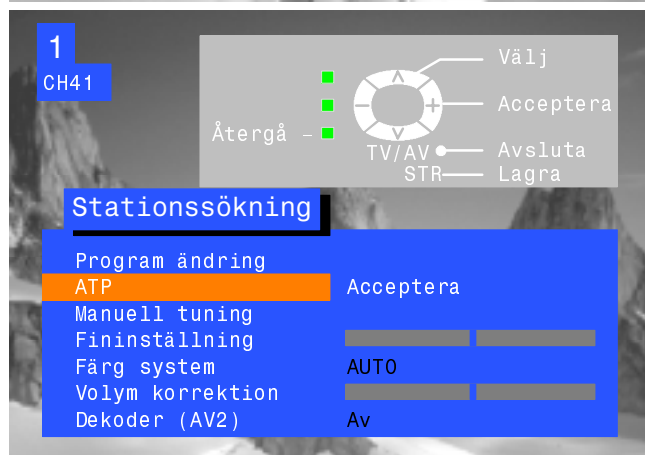 1
CH41
Välj
Acceptera
Återgå
TV/AV Avsluta
STR Lagra
Stationssökning
Program ändring
ATP Acceptera
Manuell tuning
Fininställning
Färg system AUTO
Volym korrektion
Dekoder (AV2) Av